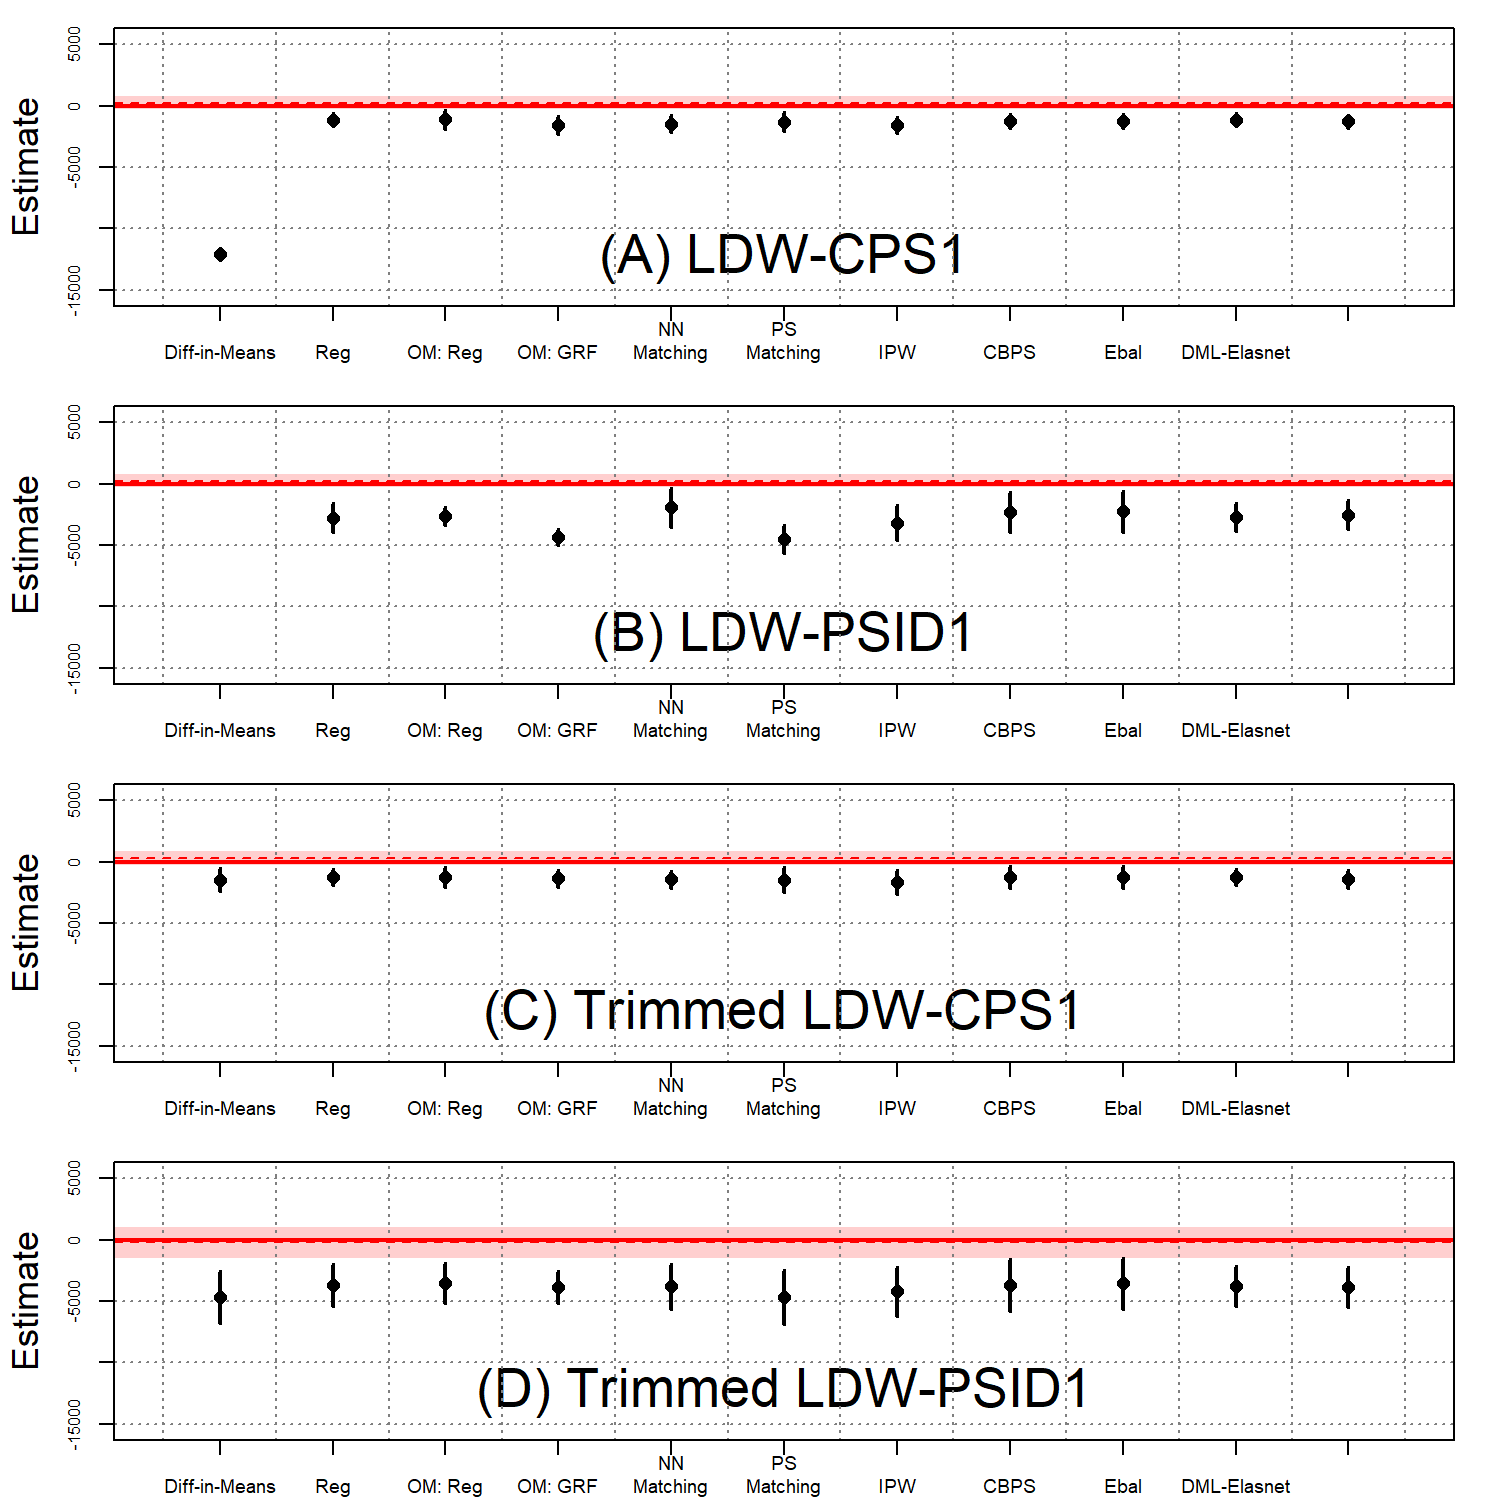 Estimate
5000
0
-5000
-15000
(A) LDW-CPS1
Diff-in-Means Reg OM: Reg OM: GRF NN Matching PS Matching IPW CBPS Ebal DML-Elasnet
Estimate
5000
0
-5000
-15000
(B) LDW-PSID1
Diff-in-Means Reg OM: Reg OM: GRF NN Matching PS Matching IPW CBPS Ebal DML-Elasnet
Estimate
5000
0
-5000
-15000
(C) Trimmed LDW-CPS1
Diff-in-Means Reg OM: Reg OM: GRF NN Matching PS Matching IPW CBPS Ebal DML-Elasnet
Estimate
5000
0
-5000
-15000
(D) Trimmed LDW-PSID1
Diff-in-Means Reg OM: Reg OM: GRF NN Matching PS Matching IPW CBPS Ebal DML-Elasnet